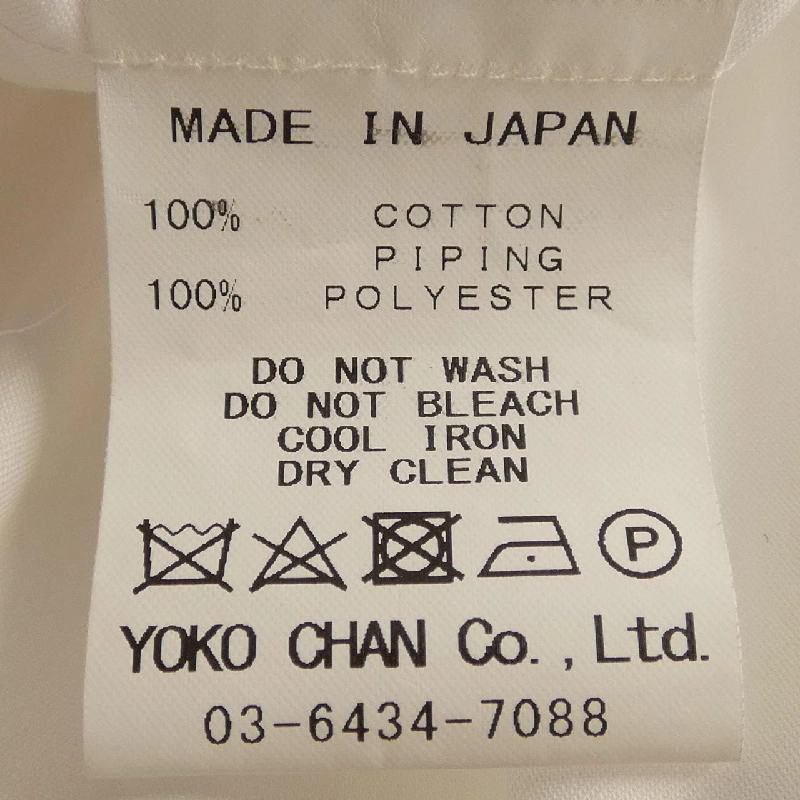 MADE IN JAPAN
100% COTTON
PIPING
100% POLYESTER
DO NOT WASH
DO NOT BLEACH
COOL IRON
DRY CLEAN
P
YOKO CHAN Co., Ltd.
03-6434-7088